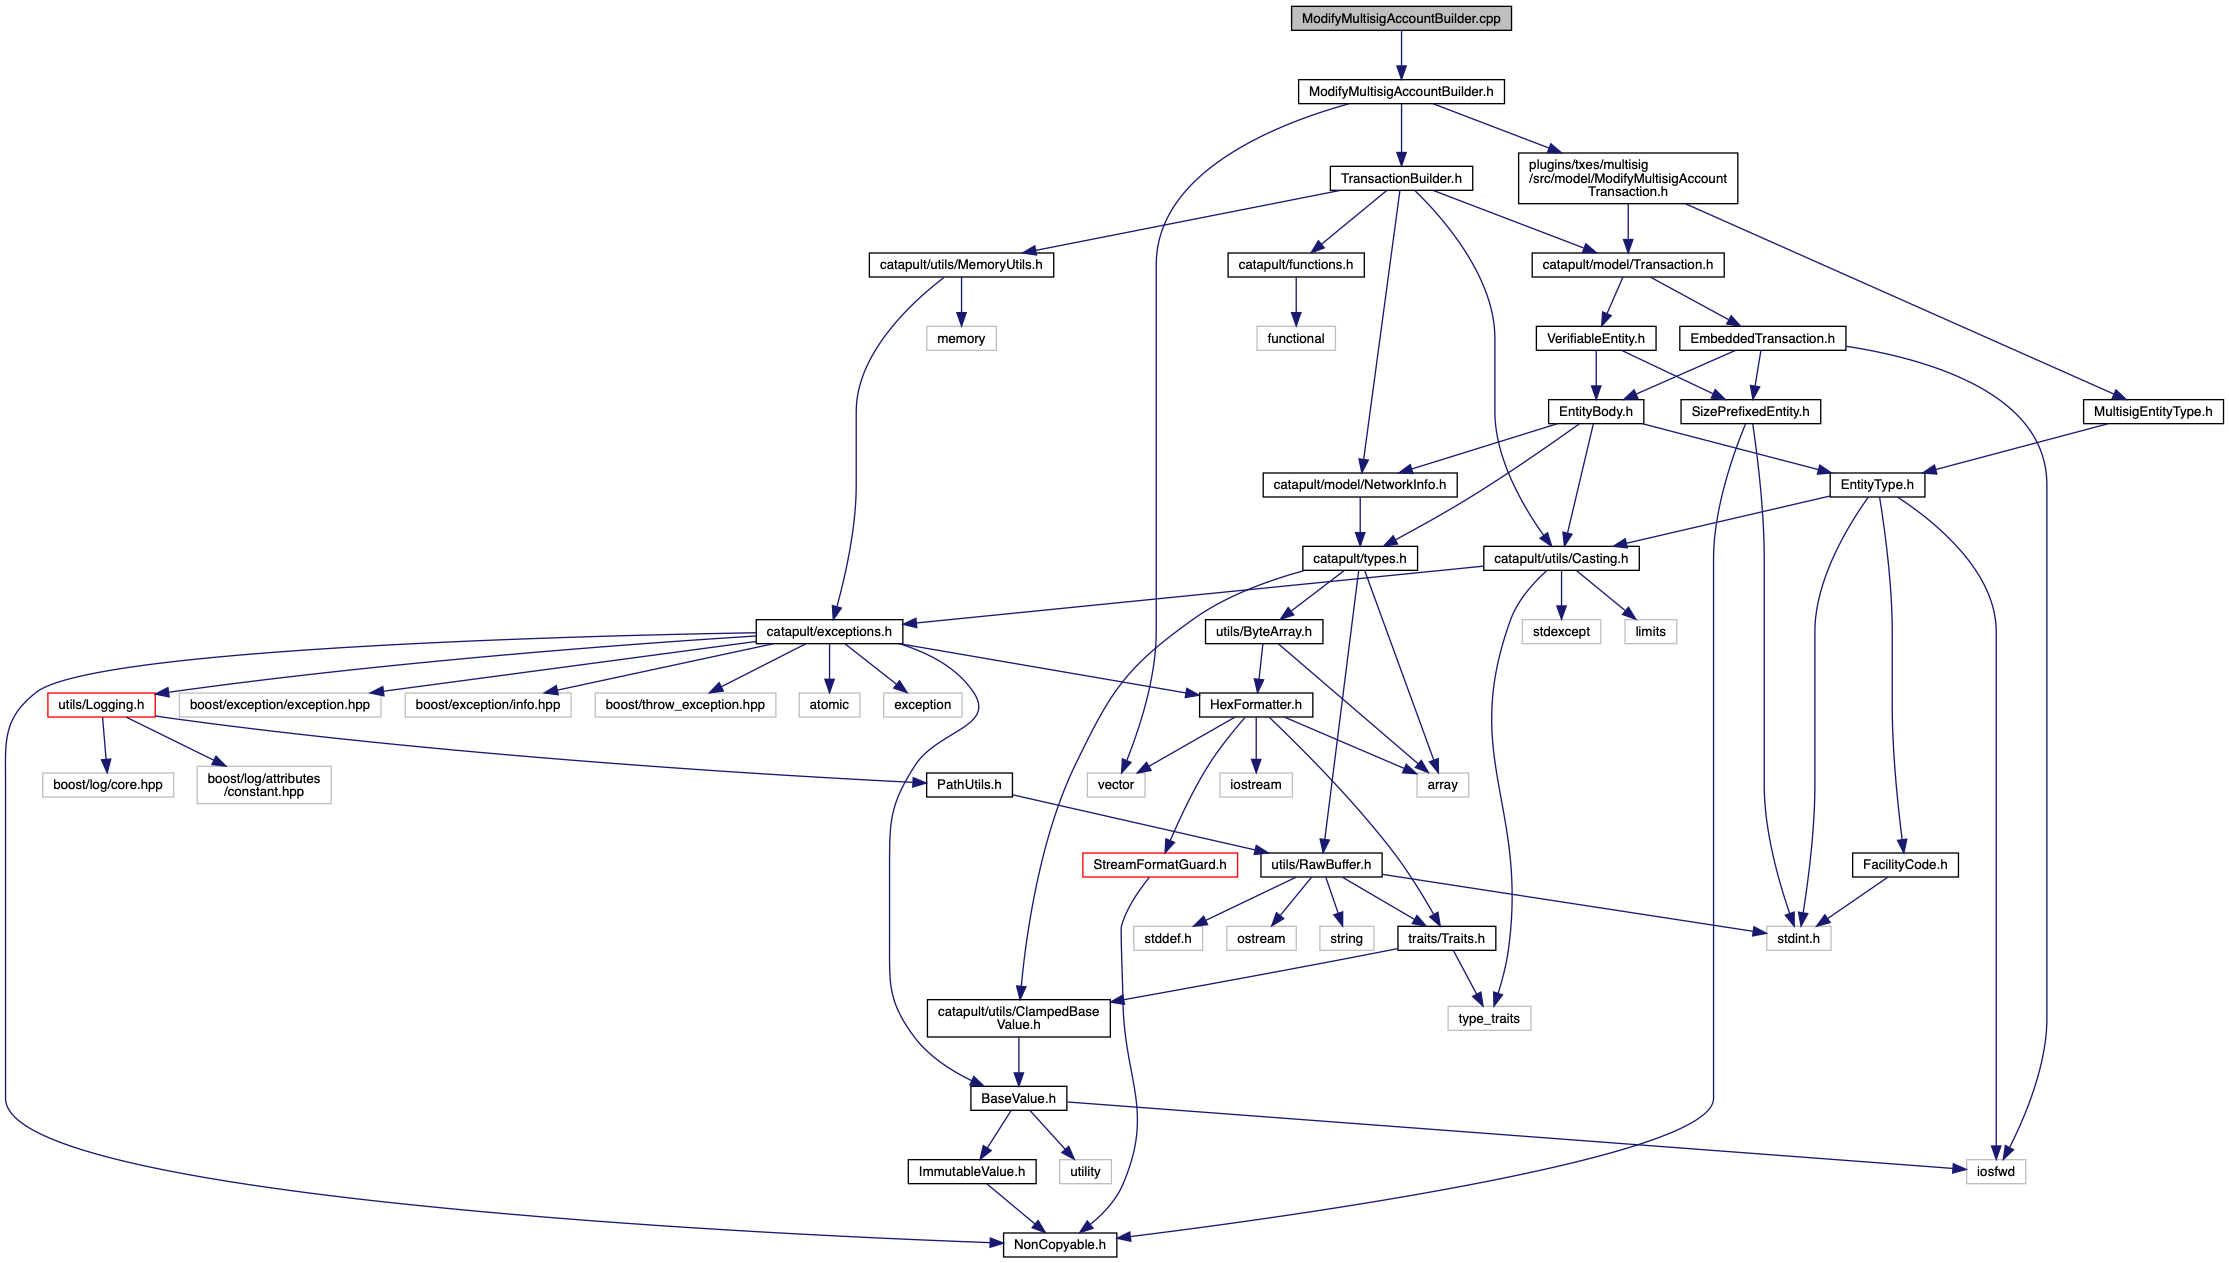 ModifyMultisigAccountBuilder.cpp
ModifyMultisigAccountBuilder.h
plugins/txes/multisig
/src/model/ModifyMultisigAccount
Transaction.h
TransactionBuilder.h
catapult/utils/MemoryUtils.h
catapult/functions.h
catapult/model/Transaction.h
memory
functional
VerifiableEntity.h
EmbeddedTransaction.h
EntityBody.h
SizePrefixedEntity.h
MultisigEntityType.h
catapult/model/NetworkInfo.h
EntityType.h
catapult/types.h
catapult/utils/Casting.h
catapult/exceptions.h
utils/ByteArray.h
stdexcept
limits
utils/Logging.h
boost/exception/exception.hpp
boost/exception/info.hpp
boost/throw_exception.hpp
atomic
exception
HexFormatter.h
boost/log/core.hpp
boost/log/attributes
/constant.hpp
PathUtils.h
vector
iostream
array
StreamFormatGuard.h
utils/RawBuffer.h
FacilityCode.h
stddef.h
ostream
string
traits/Traits.h
stdint.h
catapult/utils/ClampedBase
Value.h
type_traits
BaseValue.h
ImmutableValue.h
utility
iosfwd
NonCopyable.h